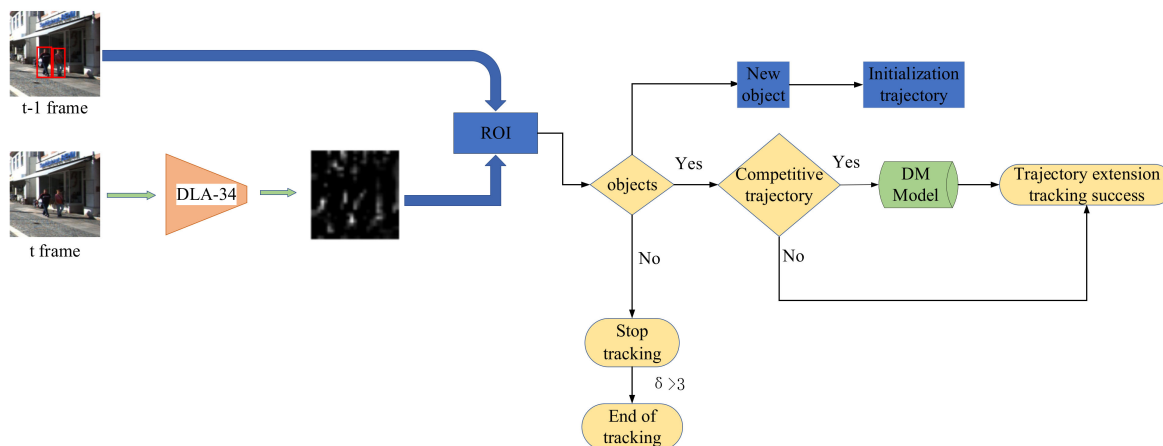 t-1 frame
t frame
DLA-34
ROI
objects
New
object
Initialization
trajectory
Yes
Competitive
trajectory
Yes
DM
Model
Trajectory extension
tracking success
No
No
Stop
tracking
δ>3
End of
tracking